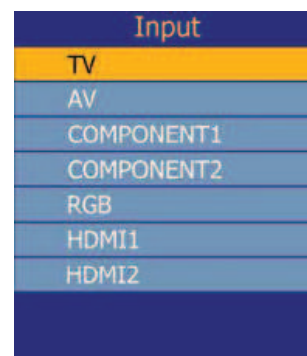 Input
TV
AV
COMPONENT1
COMPONENT2
RGB
HDMI1
HDMI2